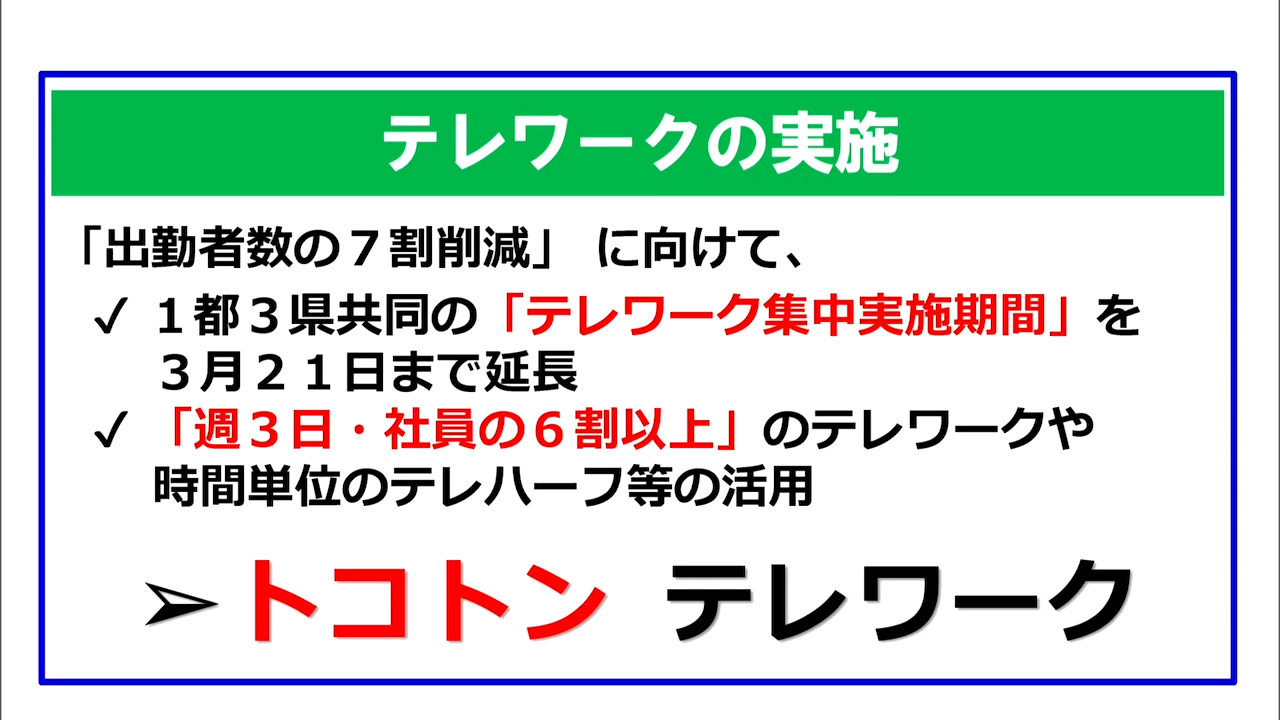 テレワークの実施
「出勤者数の７割削減」 に向けて、
✓ １都３県共同の「テレワーク集中実施期間」を
３月２１日まで延長
✓ 「週３日・社員の６割以上」のテレワークや
時間単位のテレハーフ等の活用
➢トコトン テレワーク